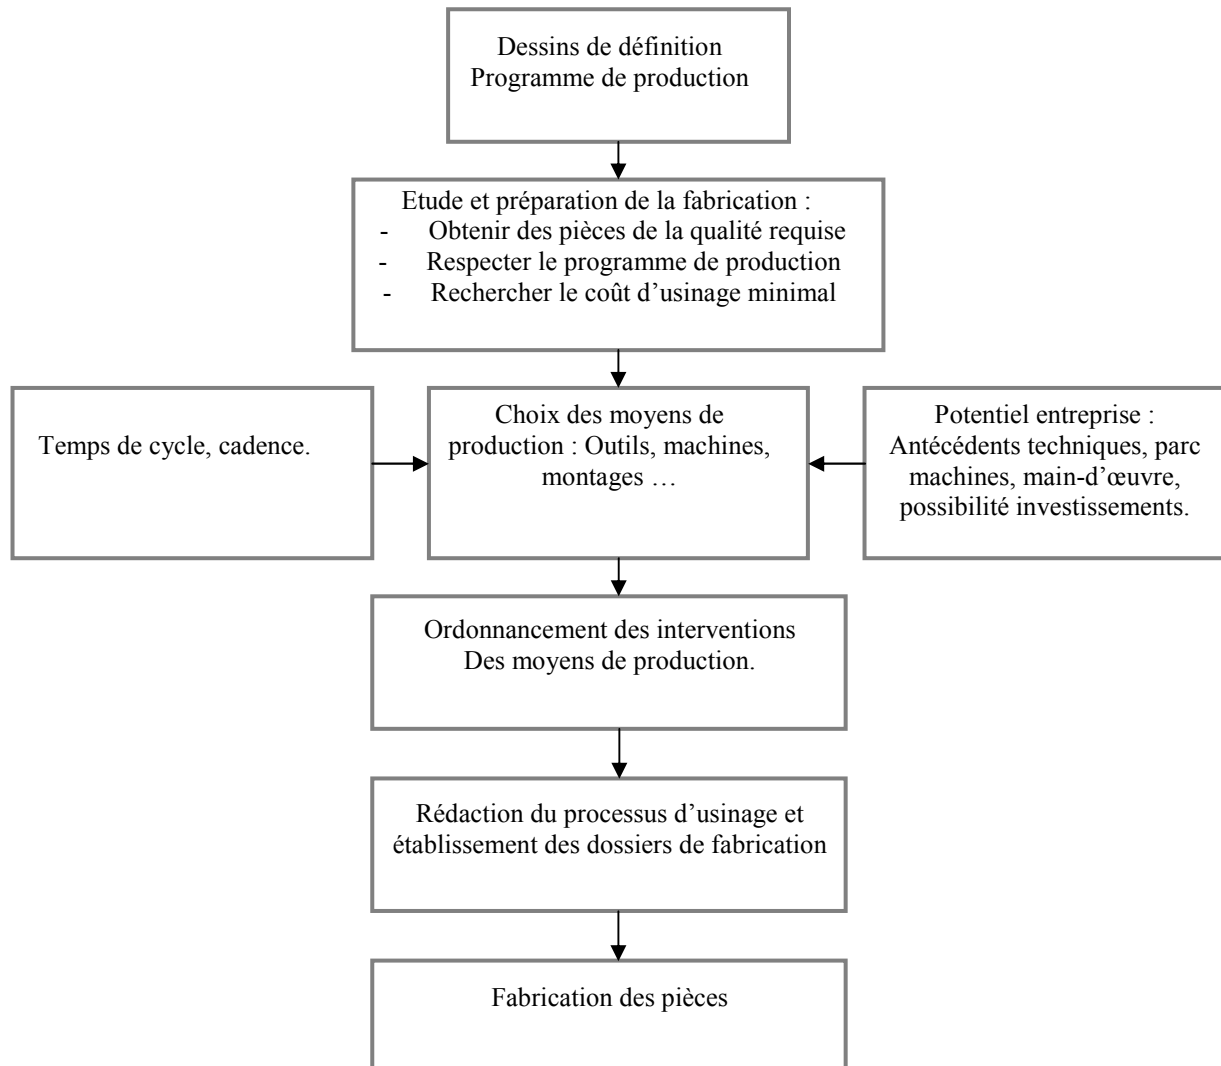 Dessins de définition
Programme de production
Etude et préparation de la fabrication :
- Obtenir des pièces de la qualité requise
- Respecter le programme de production
- Rechercher le coût d’usinage minimal
Temps de cycle, cadence.
Choix des moyens de
production : Outils, machines,
montages …
Potentiel entreprise :
Antécédents techniques, parc
machines, main-d’œuvre,
possibilité investissements.
Ordonnancement des interventions
Des moyens de production.
Rédaction du processus d’usinage et
établissement des dossiers de fabrication
Fabrication des pièces